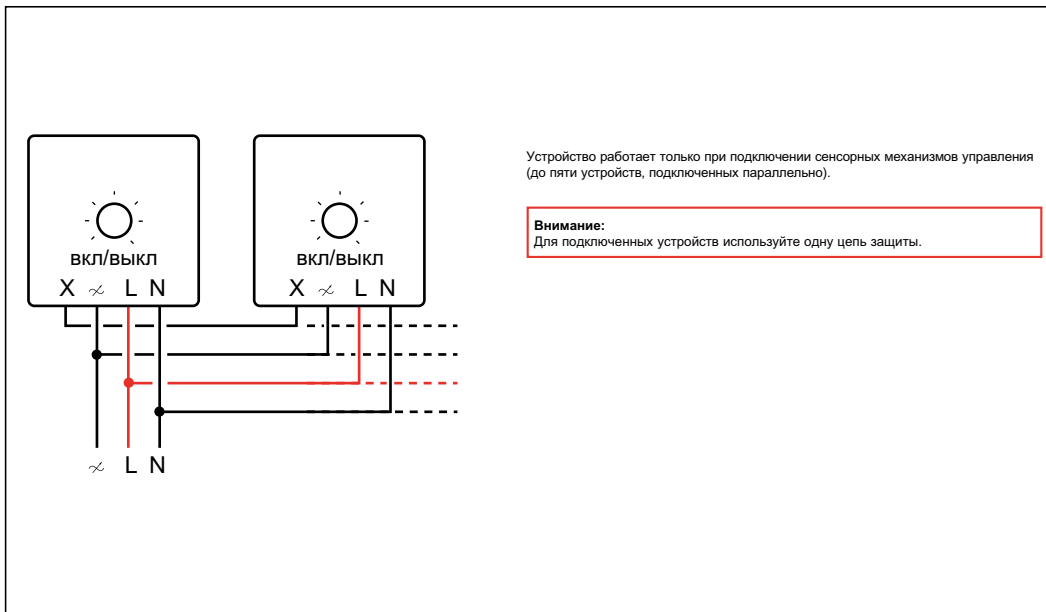 вкл/выкл
X ≁ L N
вкл/выкл
X ≁ L N
≁ L N
Устройство работает только при подключении сенсорных механизмов управления
(до пяти устройств, подключенных параллельно).
Внимание:
Для подключенных устройств используйте одну цепь защиты.